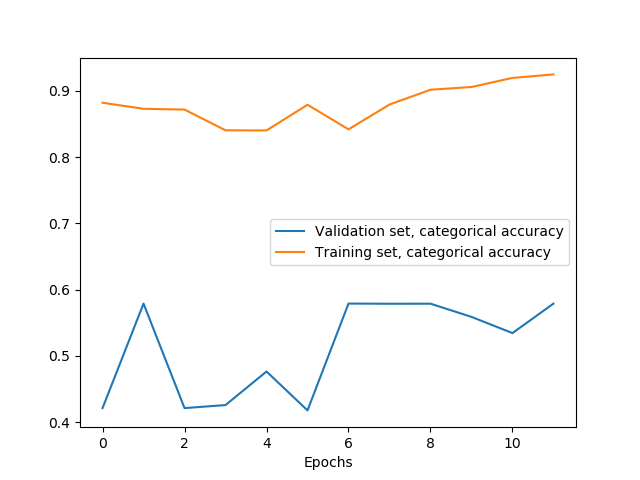 0.9
0.8
0.7
0.6
0.5
0.4
Validation set, categorical accuracy
Training set, categorical accuracy
0 2 4 6 8 10
Epochs